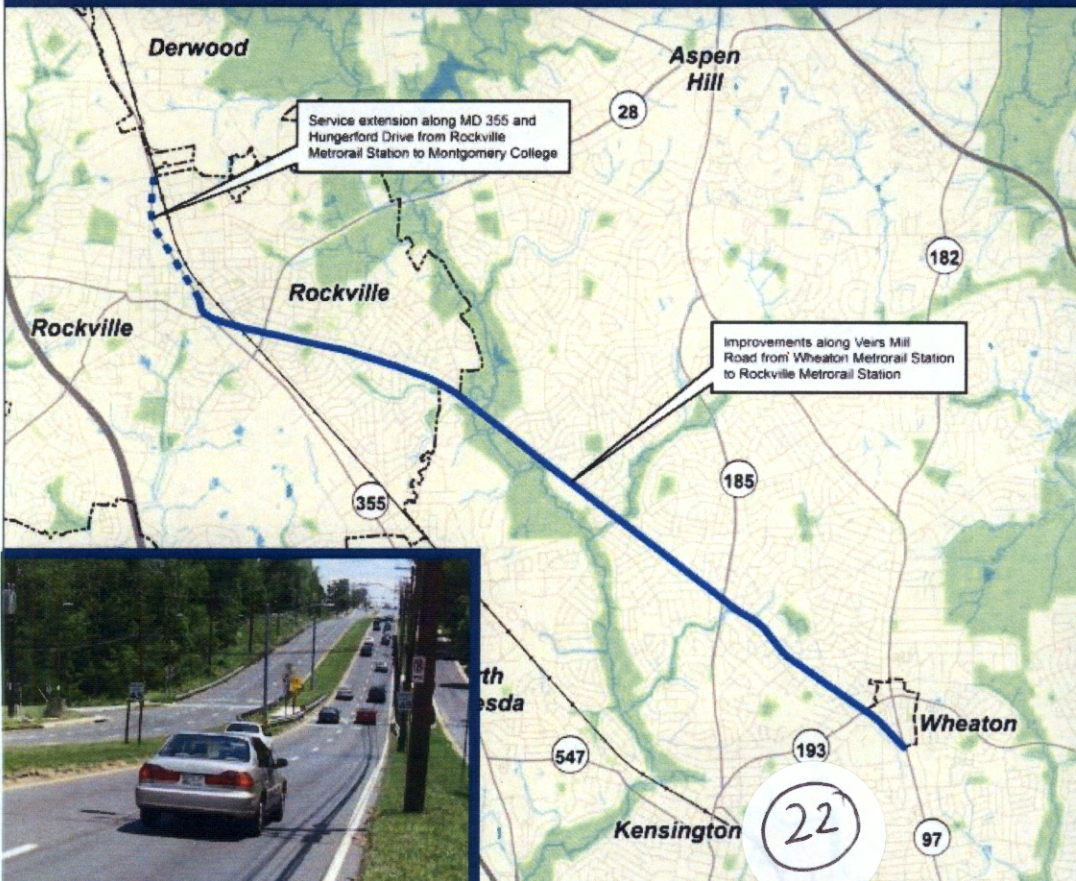 Derwood
Aspen
Hill
28
Service extension along MD 355 and
Hungerford Drive from Rockville
Metrorail Station to Montgomery College
182
Rockville
Rockville
Improvements along Veirs Mill
Road from Wheaton Metrorail Station
to Rockville Metrorail Station
185
355
th
esda
Wheaton
547
193
Kensington
22
97